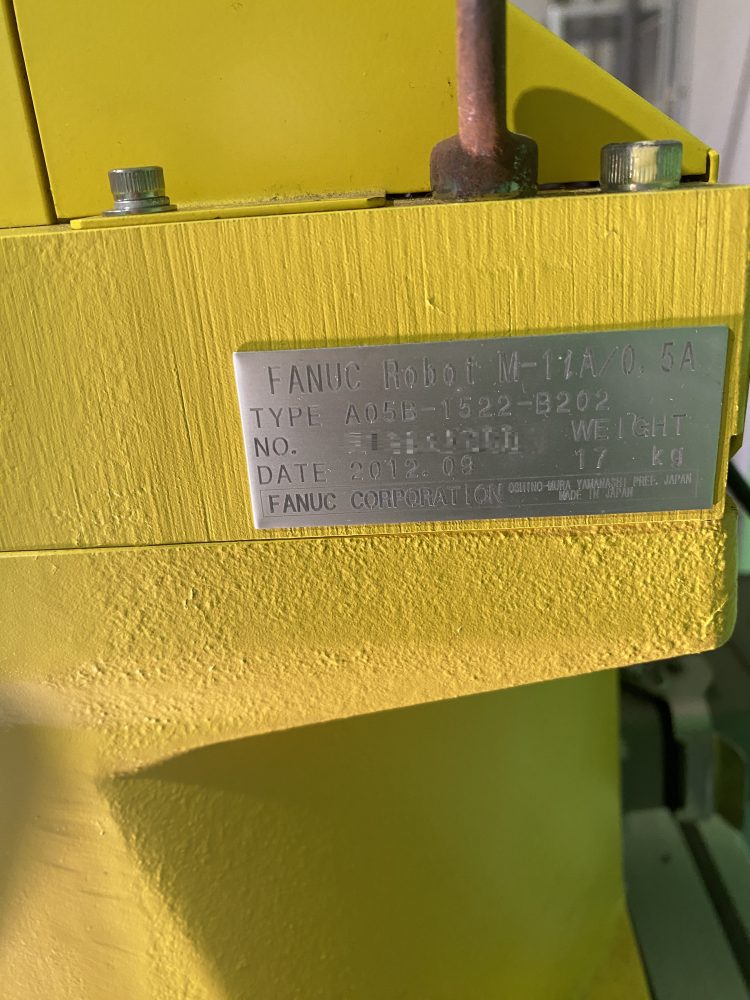 FANUC Robot M-1iA/0.5A
TYPE A05B-1522-B202
NO.
WEIGHT
DATE 2012.09
17 kg
FANUC CORPORATION
OSHINO-MURA YAMANASHI PREF. JAPAN
MADE IN JAPAN